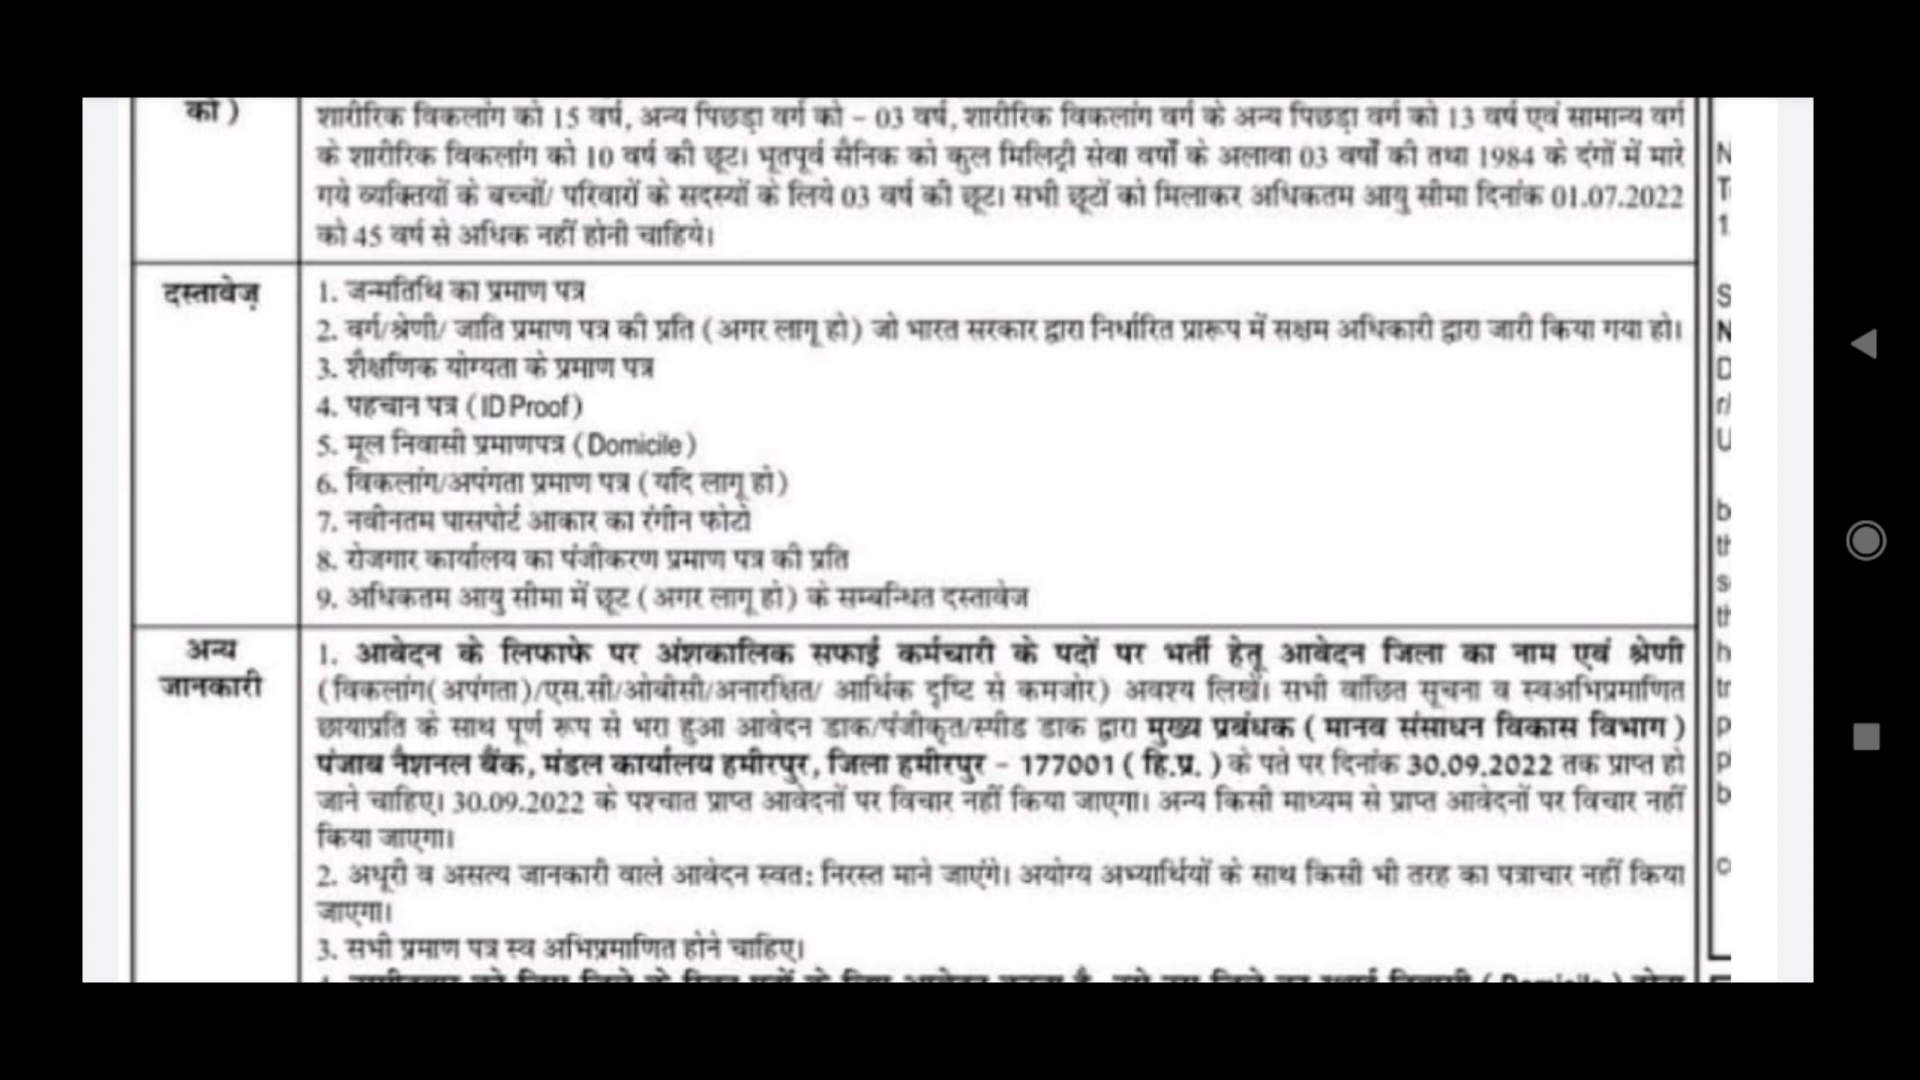 को)
शारीरिक विकलांग को 15 वर्ष, अन्य पिछड़ा वर्ग को - 03 वर्ष, शारीरिक विकलांग वर्ग के अन्य पिछड़ा वर्ग को 13 वर्ष एवं सामान्य वर्ग
के शारीरिक विकलांग को 10 वर्ष की छूट। भूतपूर्व सैनिक को कुल मिलिट्री सेवा वर्षों के अलावा 03 वर्षों की तथा 1984 के दंगों में मारे
गये व्यक्तियों के बच्चों/ परिवारों के सदस्यों के लिये 03 वर्ष की छूट। सभी छूटों को मिलाकर अधिकतम आयु सीमा दिनांक 01.07.2022
को 45 वर्ष से अधिक नहीं होनी चाहिये।
दस्तावेज़
1. जन्मतिथि का प्रमाण पत्र
2. वर्ग/श्रेणी/ जाति प्रमाण पत्र की प्रति (अगर लागू हो) जो भारत सरकार द्वारा निर्धारित प्रारूप में सक्षम अधिकारी द्वारा जारी किया गया हो।
3. शैक्षणिक योग्यता के प्रमाण पत्र
4. पहचान पत्र (ID Proof)
5. मूल निवासी प्रमाणपत्र (Domicile)
6. विकलांग/अपंगता प्रमाण पत्र (यदि लागू हो)
7. नवीनतम पासपोर्ट आकार का रंगीन फोटो
8. रोजगार कार्यालय का पंजीकरण प्रमाण पत्र की प्रति
9. अधिकतम आयु सीमा में छूट (अगर लागू हो) के सम्बन्धित दस्तावेज
अन्य
जानकारी
1. आवेदन के लिफाफे पर अंशकालिक सफाई कर्मचारी के पदों पर भर्ती हेतू आवेदन जिला का नाम एवं श्रेणी
(विकलांग(अपंगता)/एस.सी/ओबीसी/अनारक्षित/ आर्थिक दृष्टि से कमजोर) अवश्य लिखें। सभी वांछित सूचना व स्वअभिप्रमाणित
छायाप्रति के साथ पूर्ण रूप से भरा हुआ आवेदन डाक/पंजीकृत/स्पीड डाक द्वारा मुख्य प्रबंधक (मानव संसाधन विकास विभाग)
पंजाब नैशनल बैंक, मंडल कार्यालय हमीरपुर, जिला हमीरपुर - 177001 (हि.प्र.) के पते पर दिनांक 30.09.2022 तक प्राप्त हो
जाने चाहिए। 30.09.2022 के पश्चात प्राप्त आवेदनों पर विचार नहीं किया जाएगा। अन्य किसी माध्यम से प्राप्त आवेदनों पर विचार नहीं
किया जाएगा।
2. अधूरी व असत्य जानकारी वाले आवेदन स्वत: निरस्त माने जाएंगे। अयोग्य अभ्यार्थियों के साथ किसी भी तरह का पत्राचार नहीं किया
जाएगा।
3. सभी प्रमाण पत्र स्व अभिप्रमाणित होने चाहिए।